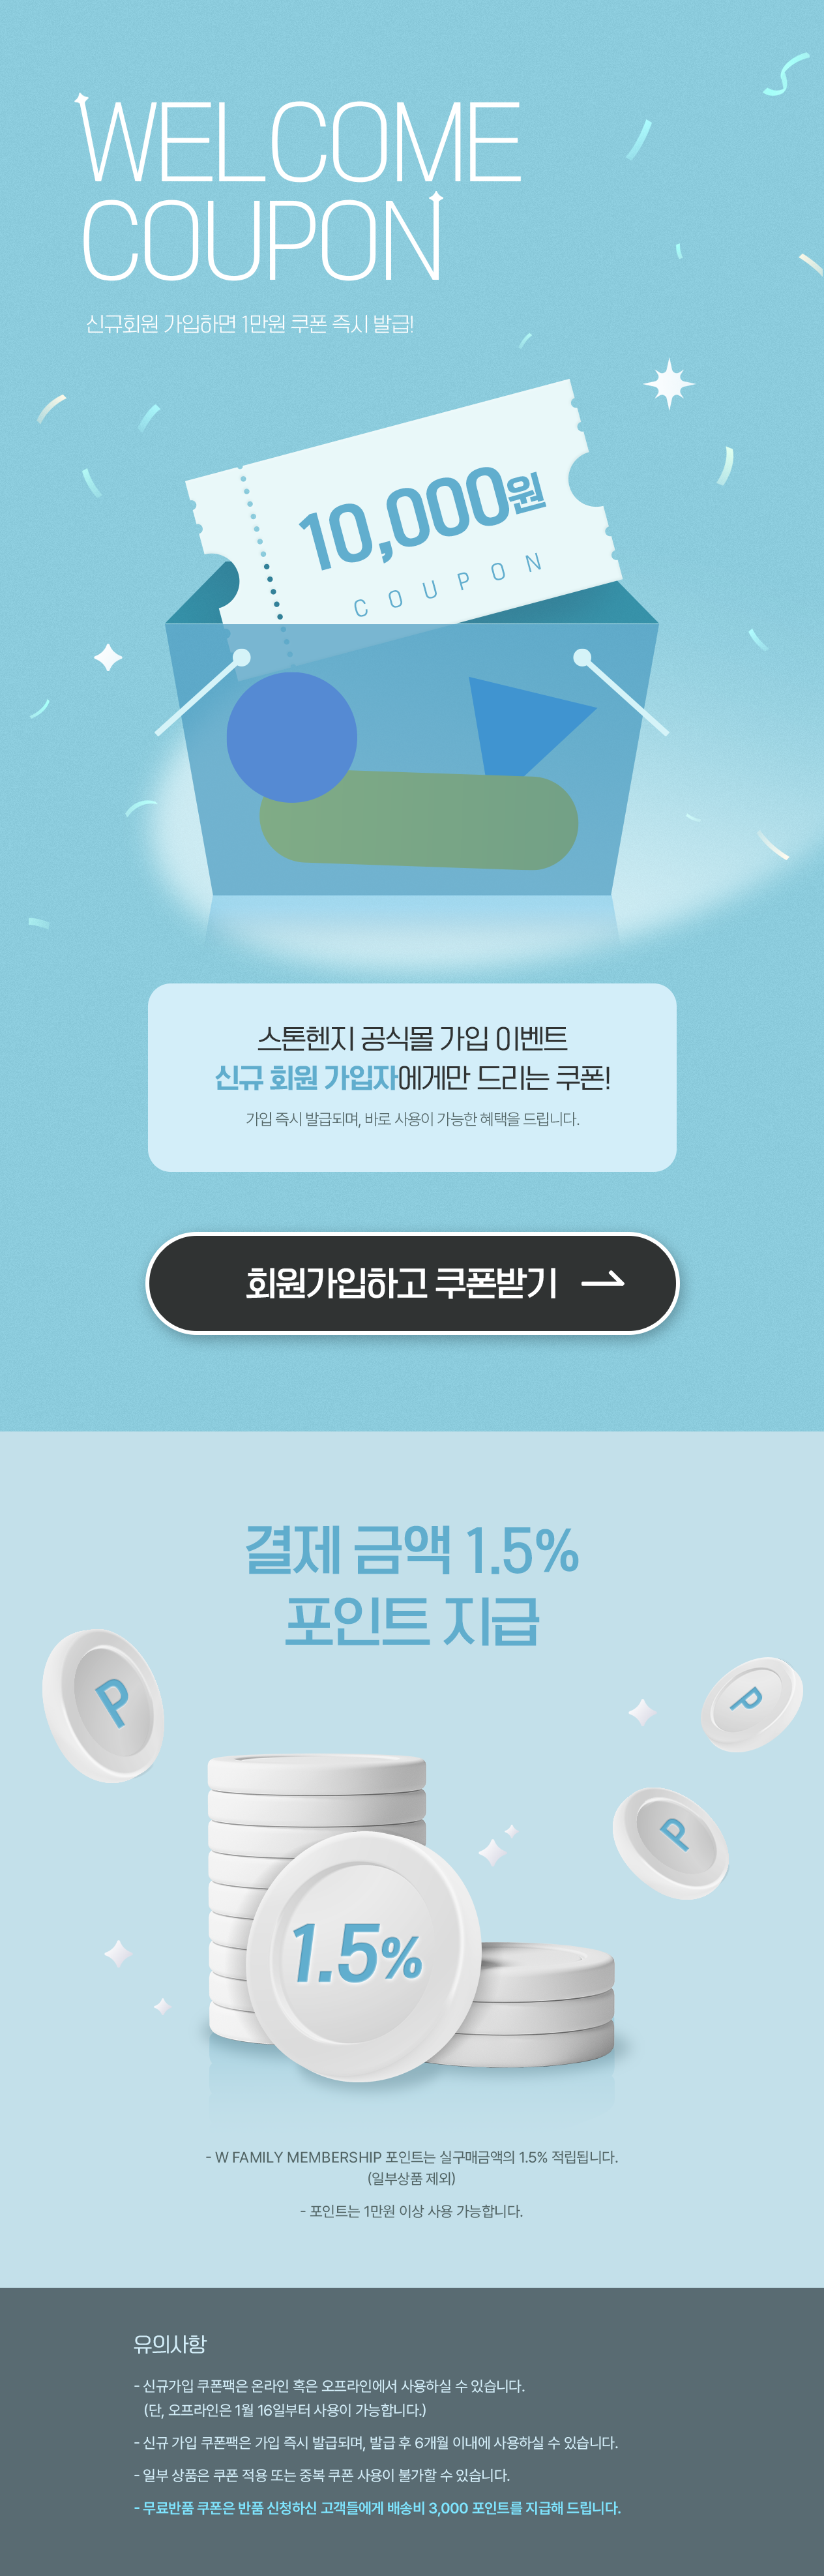 WELCOME
COUPON
신규회원 가입하면 1만원 쿠폰 즉시 발급!
10,000원
COUPON
스톤헨지 공식몰 가입 이벤트
신규 회원 가입자에게만 드리는 쿠폰!
가입 즉시 발급되며, 바로 사용이 가능한 혜택을 드립니다.
회원가입하고 쿠폰받기
결제 금액 1.5%
포인트 지급
P
P
P
1.5%
- W FAMILY MEMBERSHIP 포인트는 실구매금액의 1.5% 적립됩니다.
(일부상품 제외)
- 포인트는 1만원 이상 사용 가능합니다.
유의사항
- 신규가입 쿠폰팩은 온라인 혹은 오프라인에서 사용하실 수 있습니다.
(단, 오프라인은 1월 16일부터 사용이 가능합니다.)
- 신규 가입 쿠폰팩은 가입 즉시 발급되며, 발급 후 6개월 이내에 사용하실 수 있습니다.
- 일부 상품은 쿠폰 적용 또는 중복 쿠폰 사용이 불가할 수 있습니다.
- 무료반품 쿠폰은 반품 신청하신 고객들에게 배송비 3,000 포인트를 지급해 드립니다.